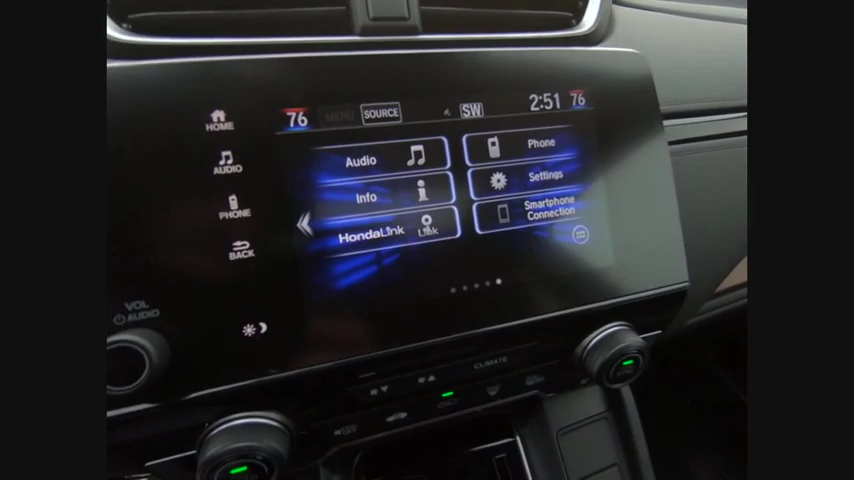 76 MENU SOURCE SW 2:51 76
HOME
AUDIO
PHONE
BACK
Audio
Phone
Info
Settings
HondaLink Link
Smartphone
Connection
VOL
AUDIO
CLIMATE
OFF